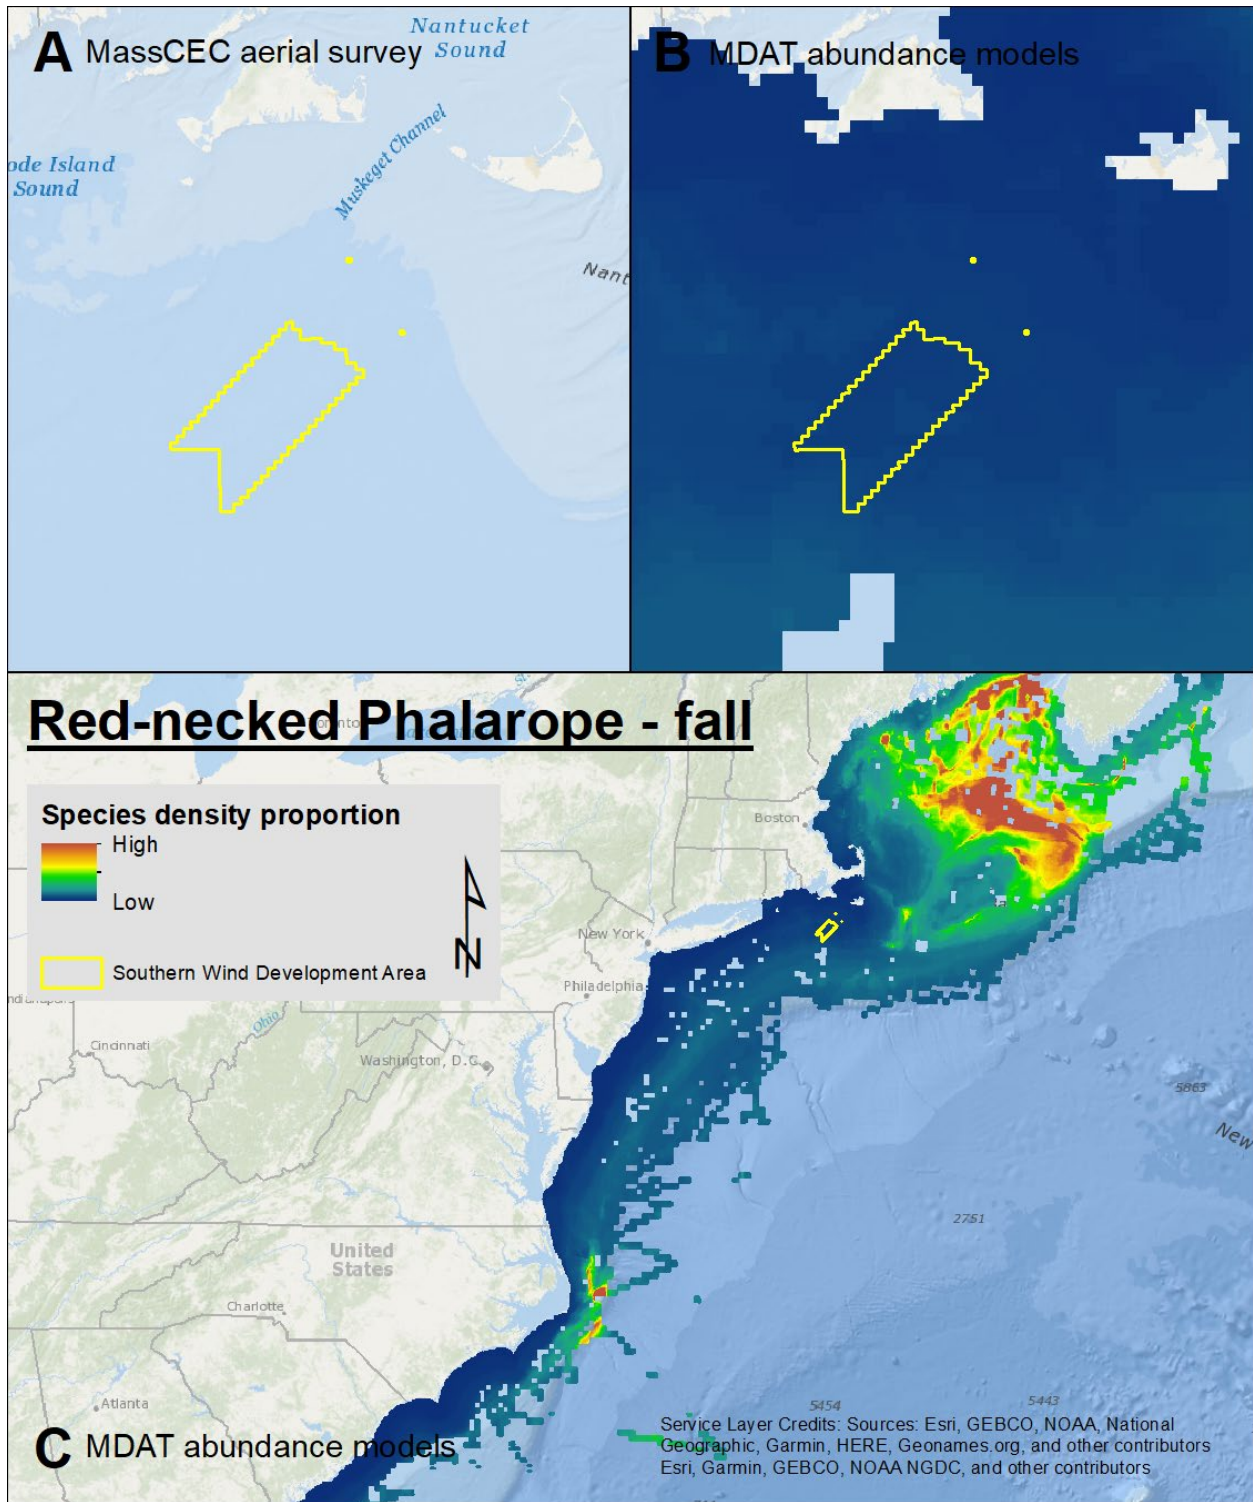 A MassCEC aerial survey
Nantucket
Sound
Muskeget Channel
ode Island
Sound
Nant
B MDAT abundance models
Red-necked Phalarope - fall
Species density proportion
High
Low
N
Southern Wind Development Area
Boston
New York
Philadelphia
Ohio
Cincinnati
Washington, D.C.
5863
New
2751
United
States
Charlotte
Atlanta
5454
5443
C MDAT abundance models
Service Layer Credits: Sources: Esri, GEBCO, NOAA, National
Geographic, Garmin, HERE, Geonames.org, and other contributors
Esri, Garmin, GEBCO, NOAA NGDC, and other contributors